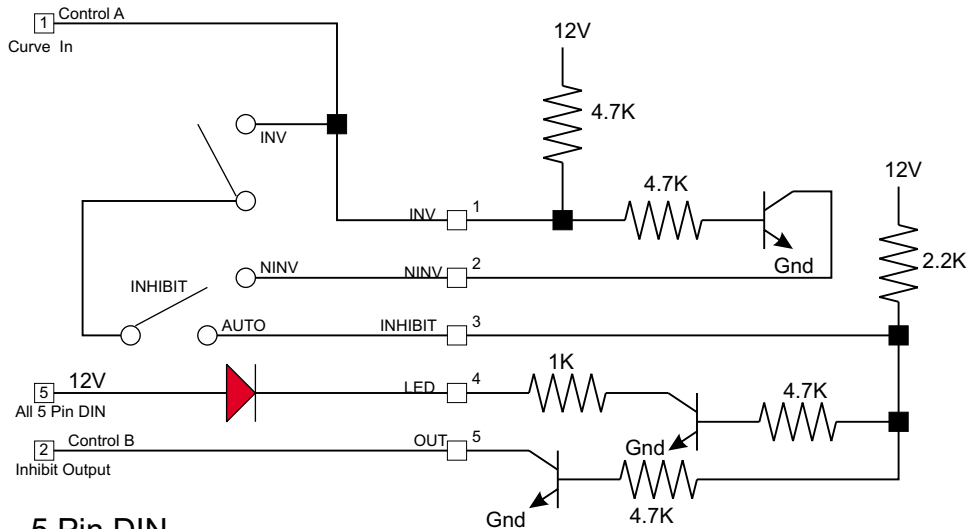 1
Control A
Curve In
12V
4.7K
INV
4.7K
12V
INV
1
Gnd
2.2K
NINV
NINV
2
INHIBIT
AUTO
INHIBIT
3
1K
5
12V
LED
4
4.7K
All 5 Pin DIN
2
Control B
OUT
5
Gnd
Inhibit Output
4.7K
Gnd
5 Pin DIN